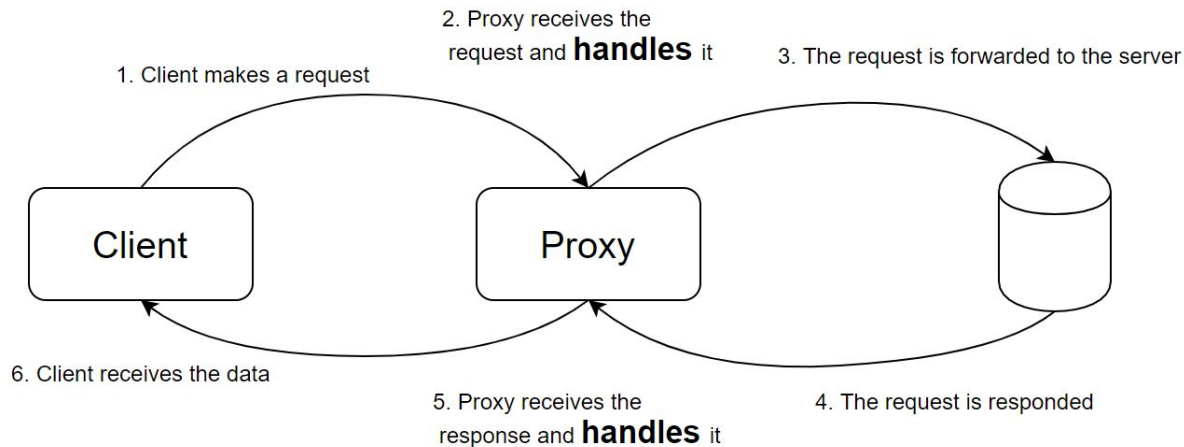 1. Client makes a request
2. Proxy receives the
request and handles it
3. The request is forwarded to the server
Client
Proxy
4. The request is responded
5. Proxy receives the
response and handles it
6. Client receives the data